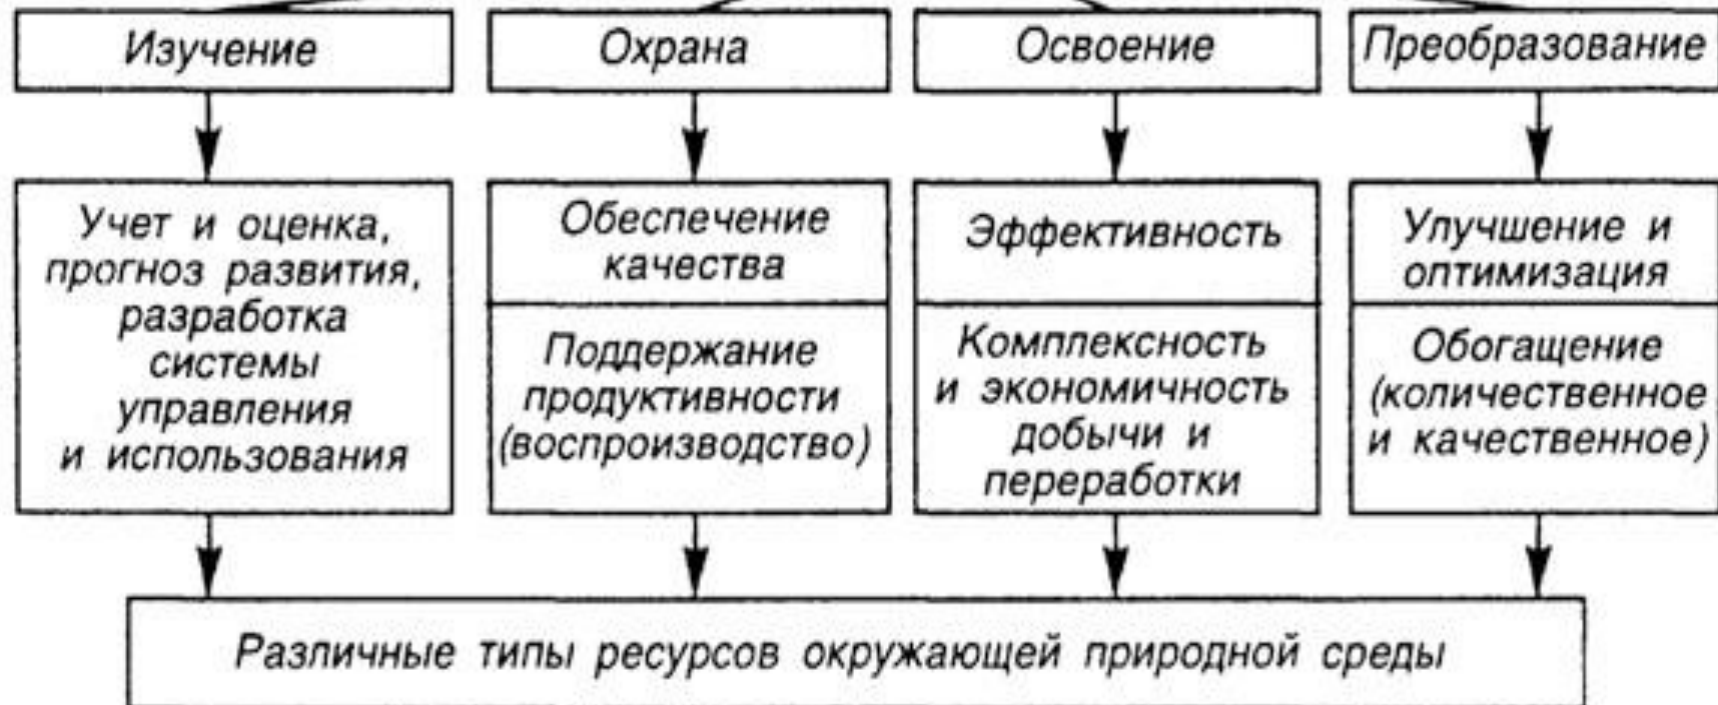 Изучение
Охрана
Освоение
Преобразование
Учет и оценка,
прогноз развития,
разработка
системы
управления
и использования
Обеспечение
качества
Поддержание
продуктивности
(воспроизводство)
Эффективность
Комплексность
и экономичность
добычи и
переработки
Улучшение и
оптимизация
Обогащение
(количественное
и качественное)
Различные типы ресурсов окружающей природной среды